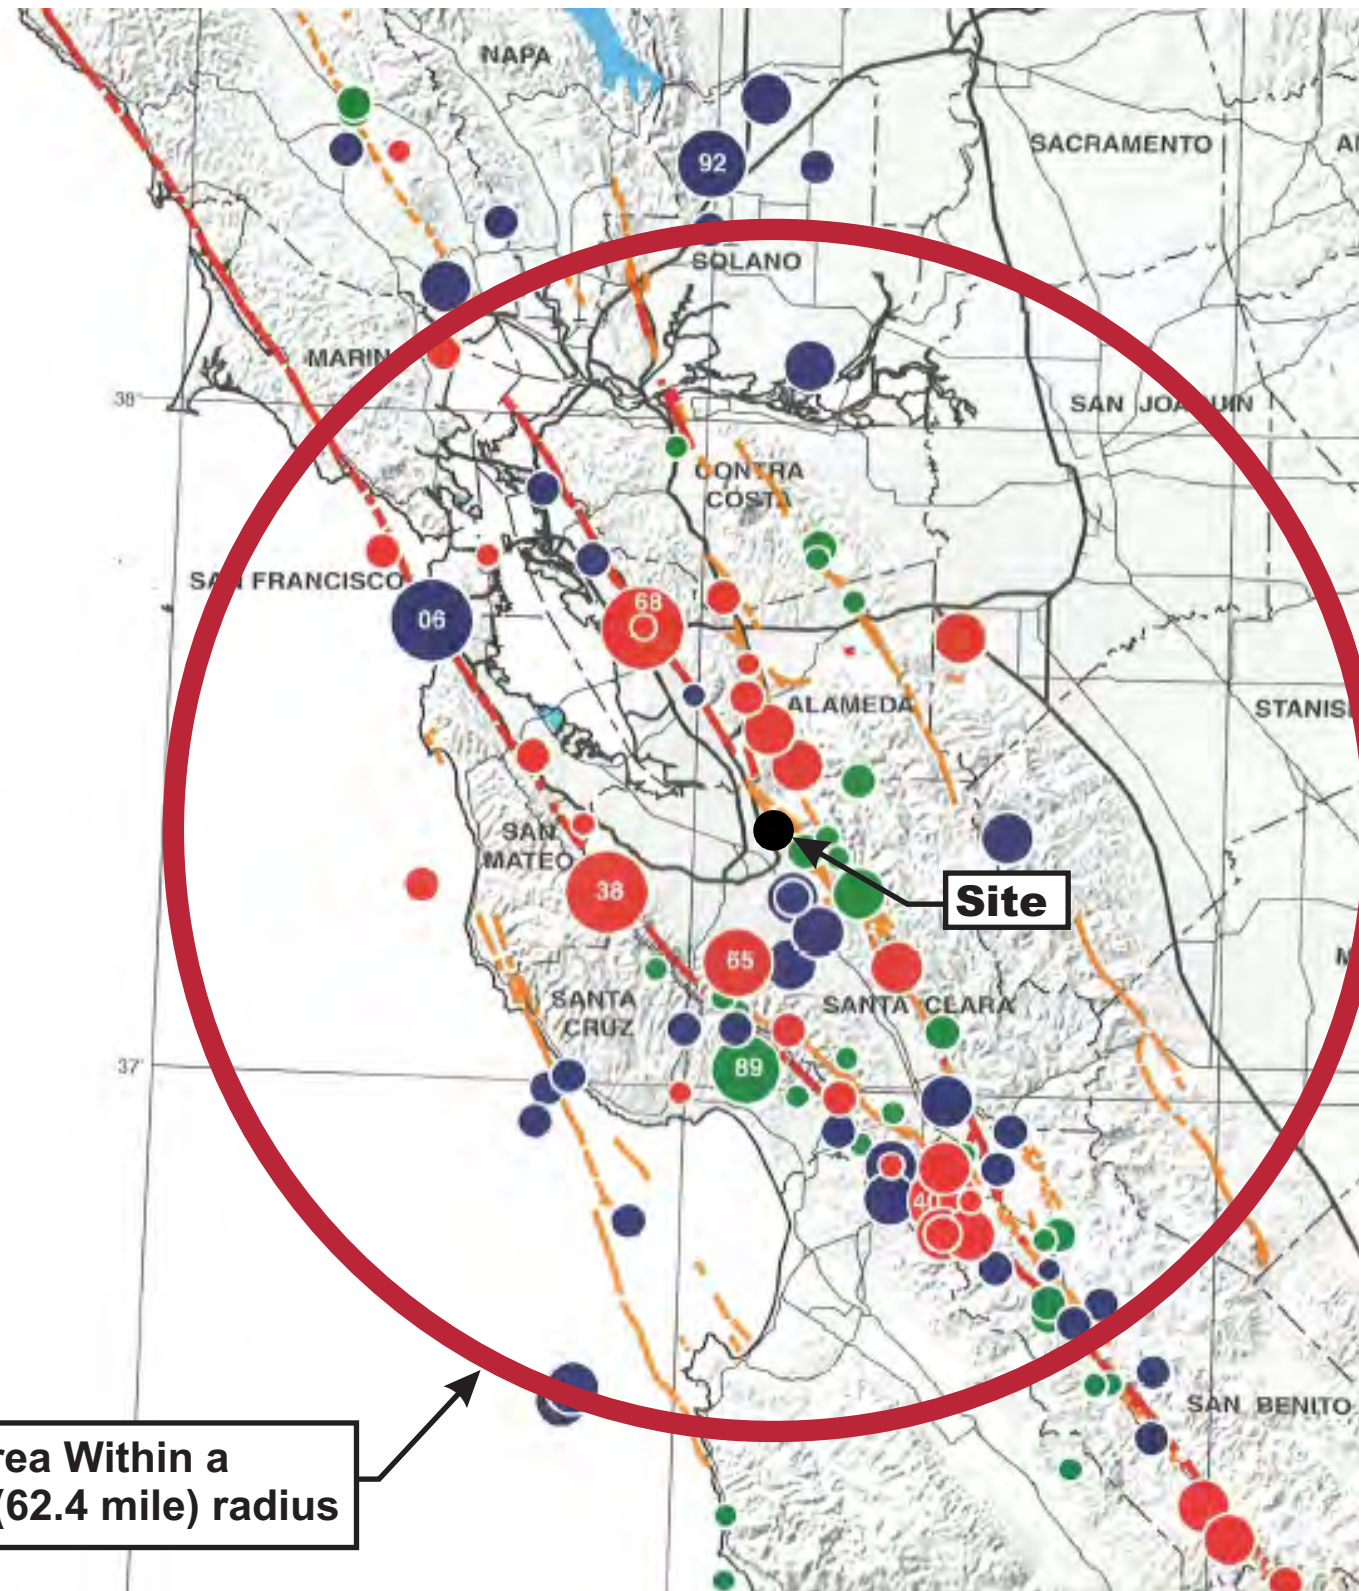 NAPA
SACRAMENTO
92
SOLANO
MARIN
38°
SAN JOAQUIN
CONTRA
COSTA
SAN FRANCISCO
06
68
ALAMEDA
STANIS
SAN
MATEO
38
Site
65
SANTA
CRUZ
SANTA CLARA
37°
89
40
SAN BENITO
rea Within a
(62.4 mile) radius